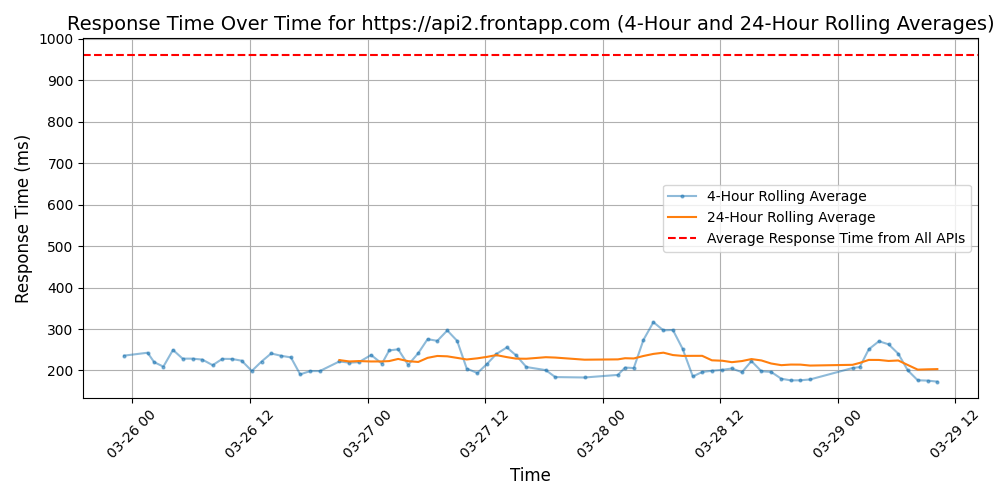 Response Time Over Time for https://api2.frontapp.com (4-Hour and 24-Hour Rolling Averages)
Response Time (ms)
1000
900
800
700
600
500
400
300
200
4-Hour Rolling Average
24-Hour Rolling Average
Average Response Time from All APIs
03-26 00
03-26 12
03-27 00
03-27 12
03-28 00
03-28 12
03-29 00
03-29 12
Time